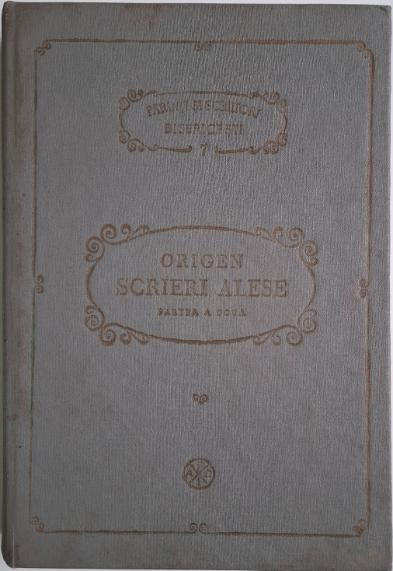 PĂRINȚI ȘI SCRIITORI
BISERICEȘTI
7
ORIGEN
SCRIERI ALESE
PARTEA A DOUA